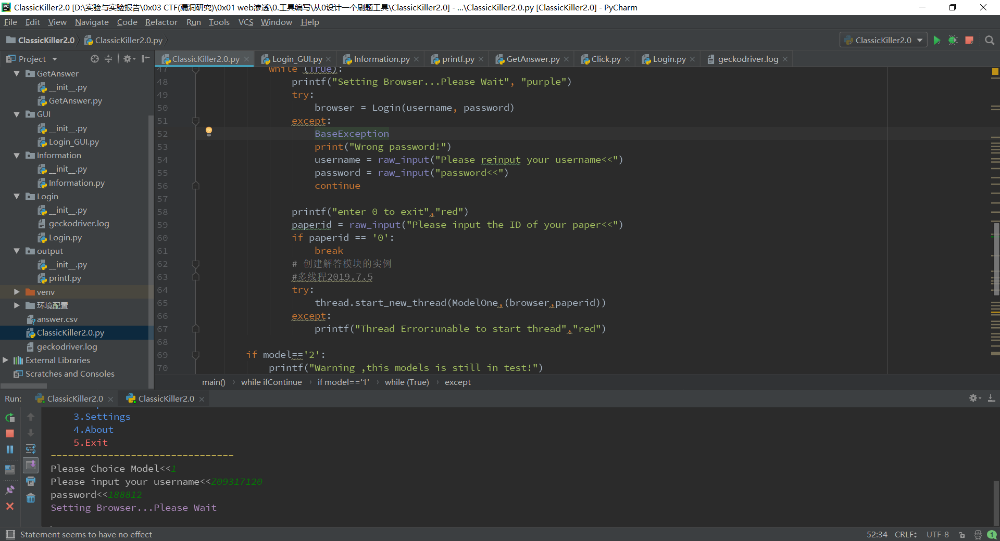 ClassicKiller2.0 [D:\实验与实验报告\0x03 CTF(漏洞研究)\0x01 web渗透\0.工具编写\从0设计一个刷题工具\ClassicKiller2.0] - ...\ClassicKiller2.0.py [ClassicKiller2.0] - PyCharm
File Edit View Navigate Code Refactor Run Tools VCS Window Help
ClassicKiller2.0 ClassicKiller2.0.py ClassicKiller2.0
Project
ClassicKiller2.0.py Login_GUI.py Information.py printf.py GetAnswer.py Click.py Login.py geckodriver.log
GetAnswer
__init__.py
GetAnswer.py
GUI
__init__.py
Login_GUI.py
Information
__init__.py
Information.py
Login
__init__.py
geckodriver.log
Login.py
output
__init__.py
printf.py
venv
环境配置
answer.csv
ClassicKiller2.0.py
geckodriver.log
External Libraries
Scratches and Consoles
47 while (True):
48 printf("Setting Browser...Please Wait", "purple")
49 try:
50 browser = Login(username, password)
51 except:
52 BaseException
53 print("Wrong password!")
54 username = raw_input("Please reinput your username<<")
55 password = raw_input("password<<")
56 continue
57
58 printf("enter 0 to exit","red")
59 paperid = raw_input("Please input the ID of your paper<<")
60 if paperid == '0':
61 break
62 # 创建解答模块的实例
63 #多线程2019.7.5
64 try:
65 thread.start_new_thread(ModelOne,(browser,paperid))
66 except:
67 printf("Thread Error:unable to start thread","red")
68
69 if model=='2':
70 printf("Warning ,this models is still in test!")
main() while ifContinue if model=='1' while (True) except
Run: ClassicKiller2.0 ClassicKiller2.0
3.Settings
4.About
5.Exit
--------------------------------
Please Choice Model<<1
Please input your username<<Z09317120
password<<188812
Setting Browser...Please Wait
Statement seems to have no effect 52:34 CRLF UTF-8 1